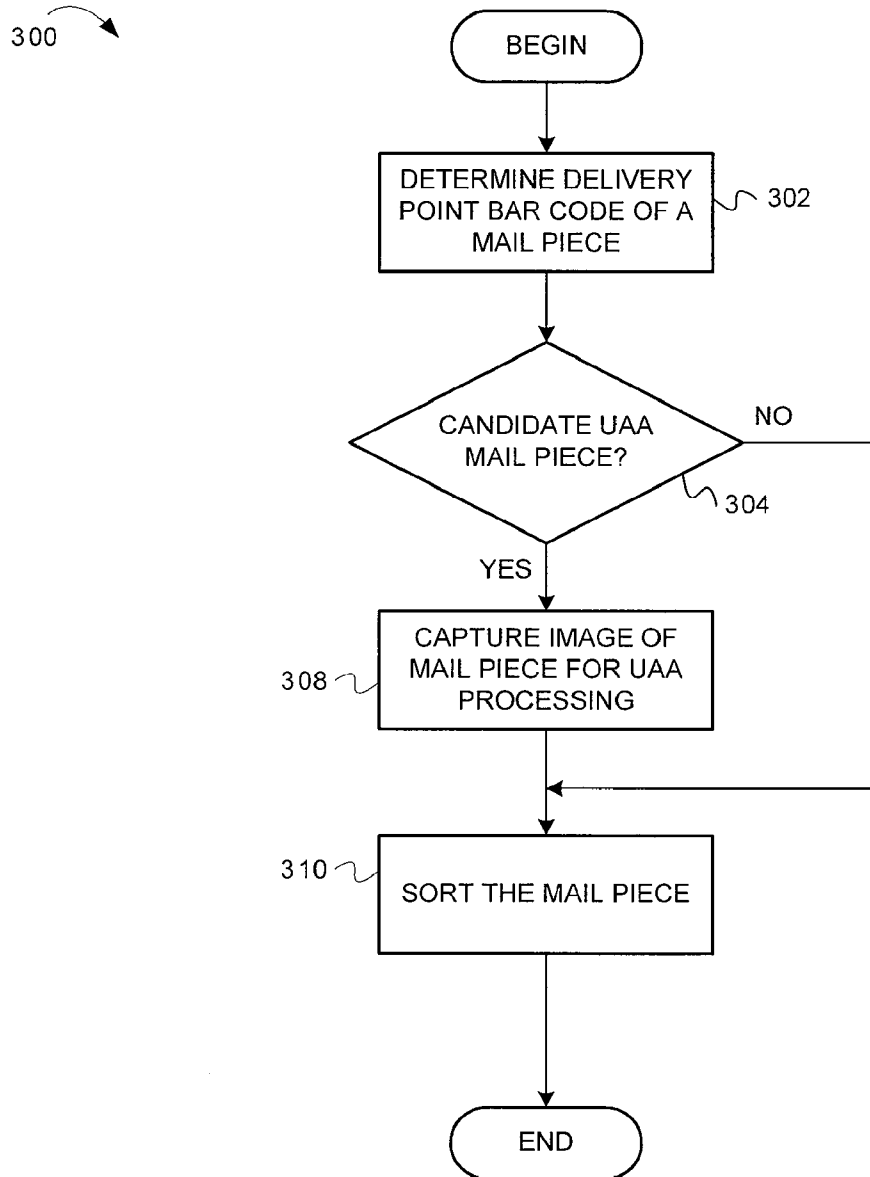 300
BEGIN
DETERMINE DELIVERY
POINT BAR CODE OF A
MAIL PIECE
302
CANDIDATE UAA
MAIL PIECE?
NO
304
YES
CAPTURE IMAGE OF
MAIL PIECE FOR UAA
PROCESSING
308
310
SORT THE MAIL PIECE
END